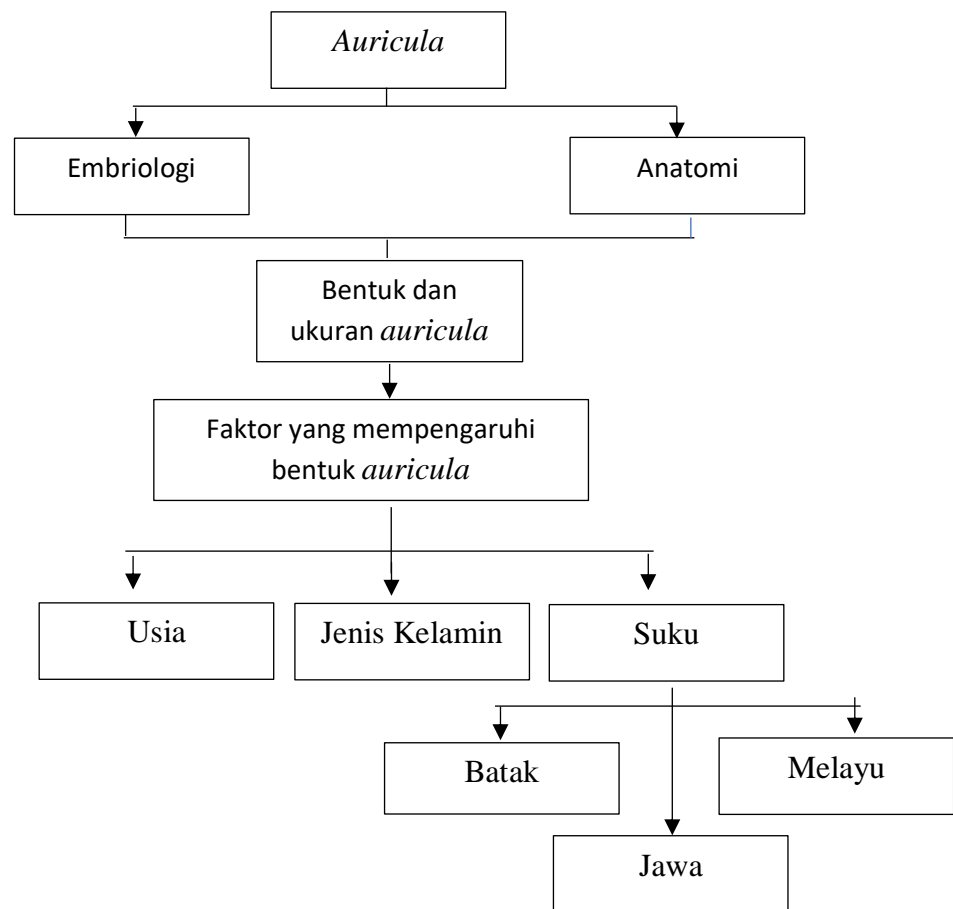 Auricula
Embriologi
Anatomi
Bentuk dan
ukuran auricula
Faktor yang mempengaruhi
bentuk auricula
Usia
Jenis Kelamin
Suku
Batak
Melayu
Jawa